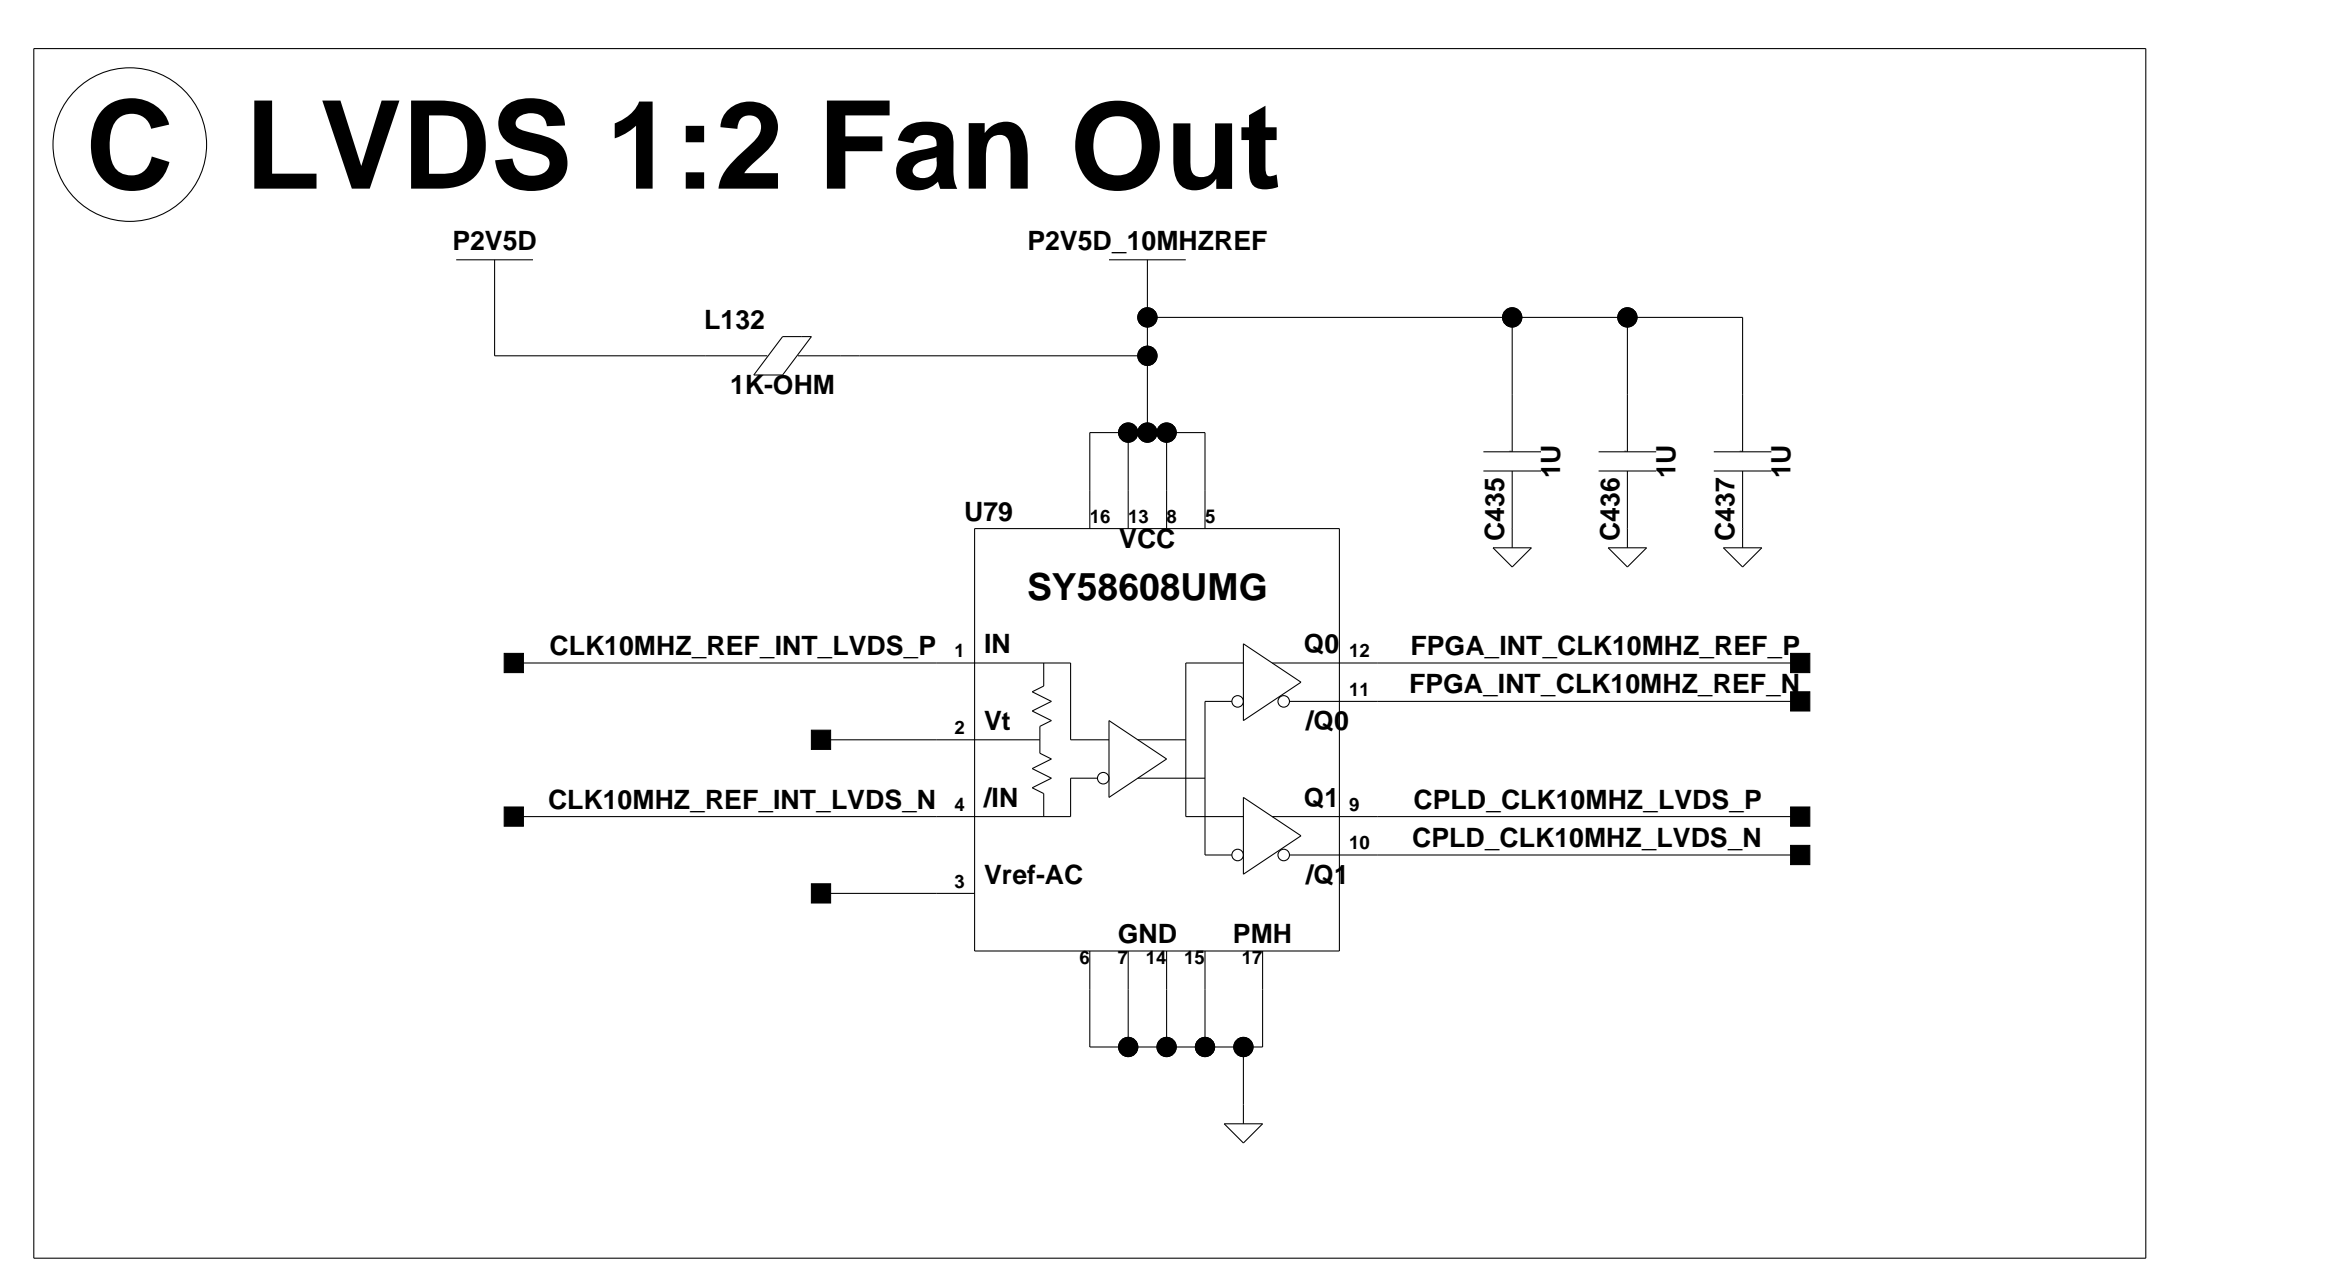 C LVDS 1:2 Fan Out
P2V5D
P2V5D_10MHZREF
L132
1K-OHM
1U
1U
1U
C435
C436
C437
U79
16 13 8 5
VCC
SY58608UMG
CLK10MHZ_REF_INT_LVDS_P 1 IN
Q0 12 FPGA_INT_CLK10MHZ_REF_P
11 FPGA_INT_CLK10MHZ_REF_N
2 Vt
/Q0
CLK10MHZ_REF_INT_LVDS_N 4 /IN
Q1 9 CPLD_CLK10MHZ_LVDS_P
10 CPLD_CLK10MHZ_LVDS_N
3 Vref-AC
/Q1
GND PMH
6 7 14 15 17